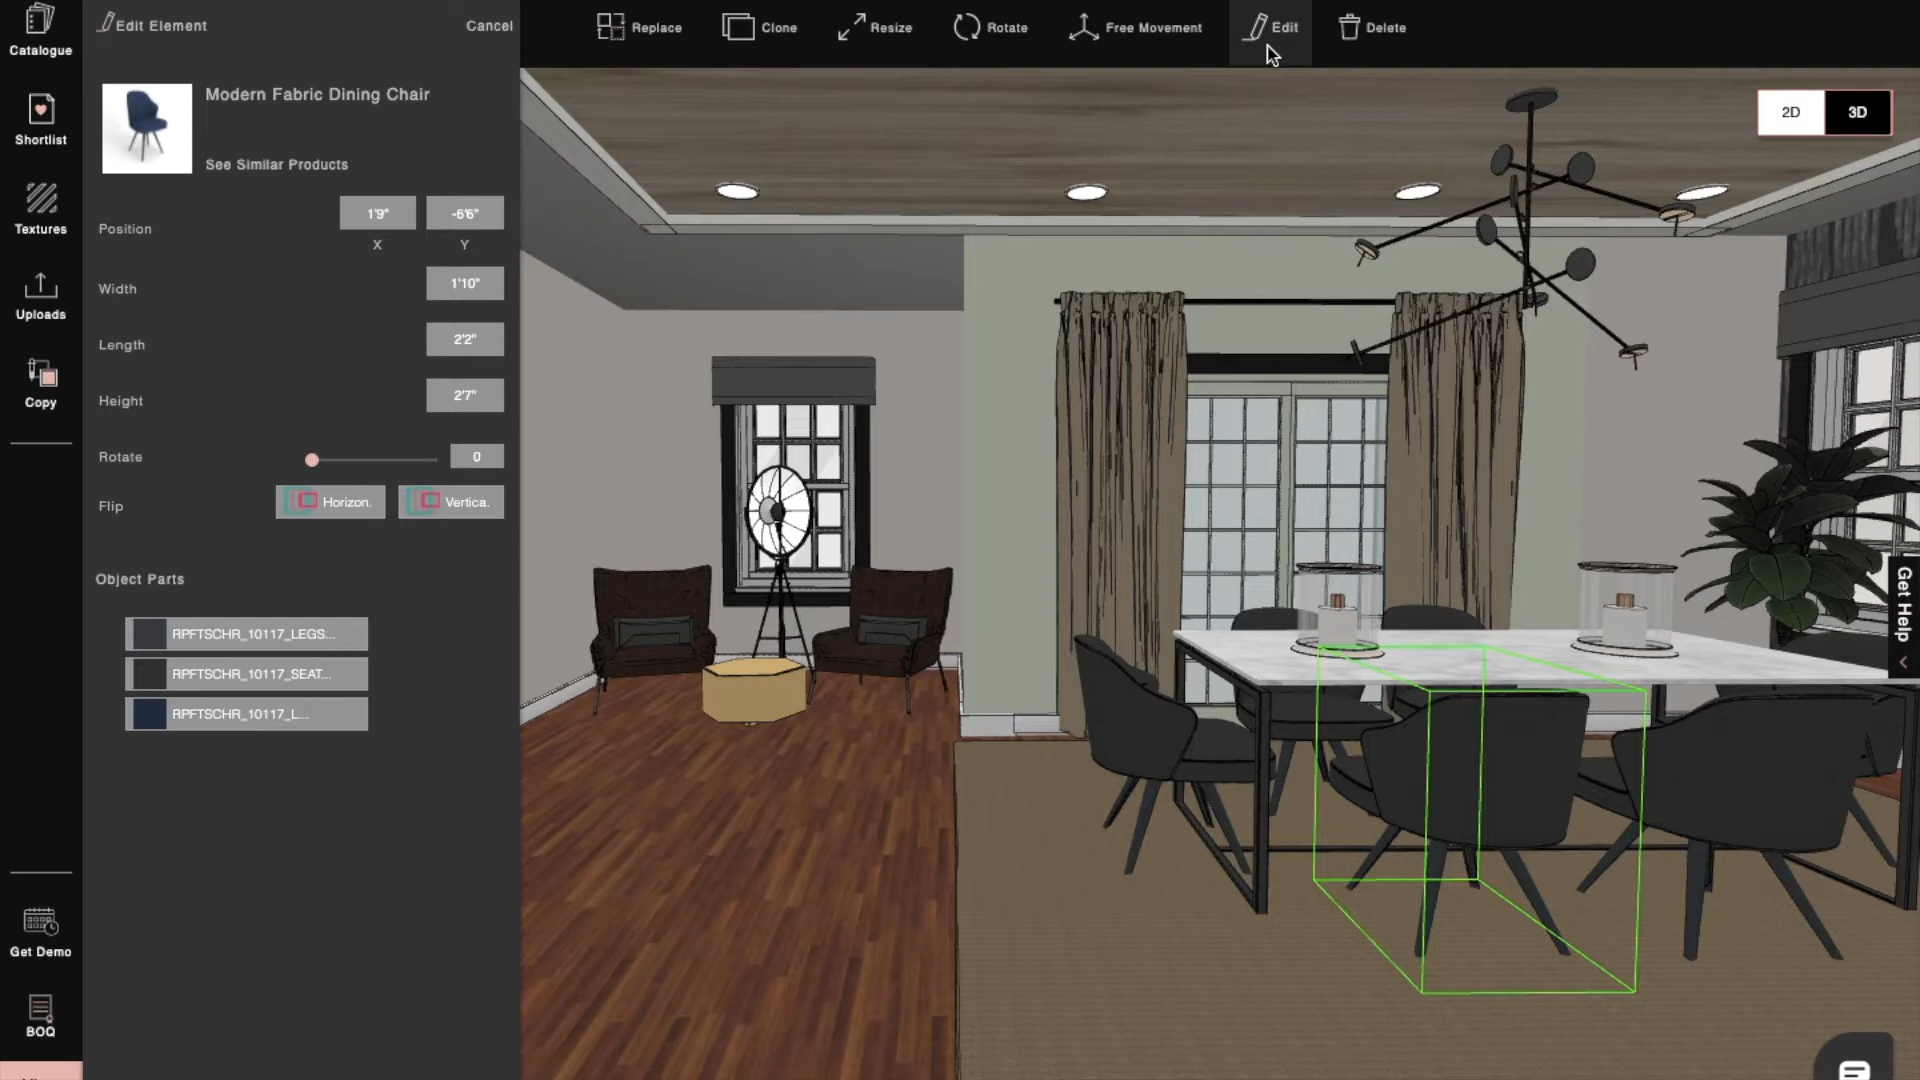 Catalogue
Shortlist
Textures
Uploads
Copy
Get Demo
BOQ
Edit Element
Cancel
Modern Fabric Dining Chair
See Similar Products
Position
1'9"
-6'6"
X
Y
Width
1'10"
Length
2'2"
Height
2'7"
Rotate
0
Flip
Horizon.
Vertica.
Object Parts
RPFTSCHR_10117_LEGS...
RPFTSCHR_10117_SEAT...
RPFTSCHR_10117_L...
Replace
Clone
Resize
Rotate
Free Movement
Edit
Delete
2D
3D
Get Help